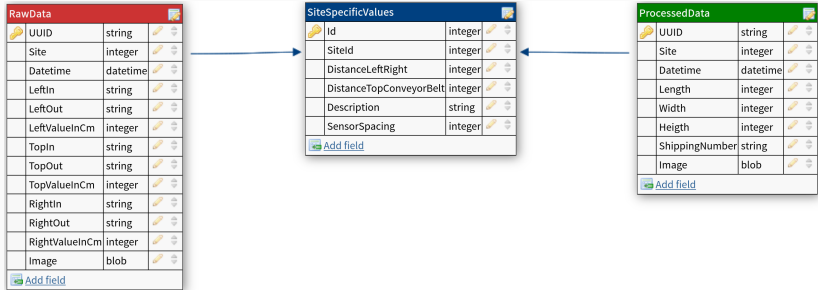 RawData
UUID string
Site integer
Datetime datetime
LeftIn string
LeftOut string
LeftValueInCm integer
TopIn string
TopOut string
TopValueInCm integer
RightIn string
RightOut string
RightValueInCm integer
Image blob
Add field
SiteSpecificValues
Id integer
SiteId integer
DistanceLeftRight integer
DistanceTopConveyorBelt integer
Description string
SensorSpacing integer
Add field
ProcessedData
UUID string
Site integer
Datetime datetime
Length integer
Width integer
Heigth integer
ShippingNumber string
Image blob
Add field